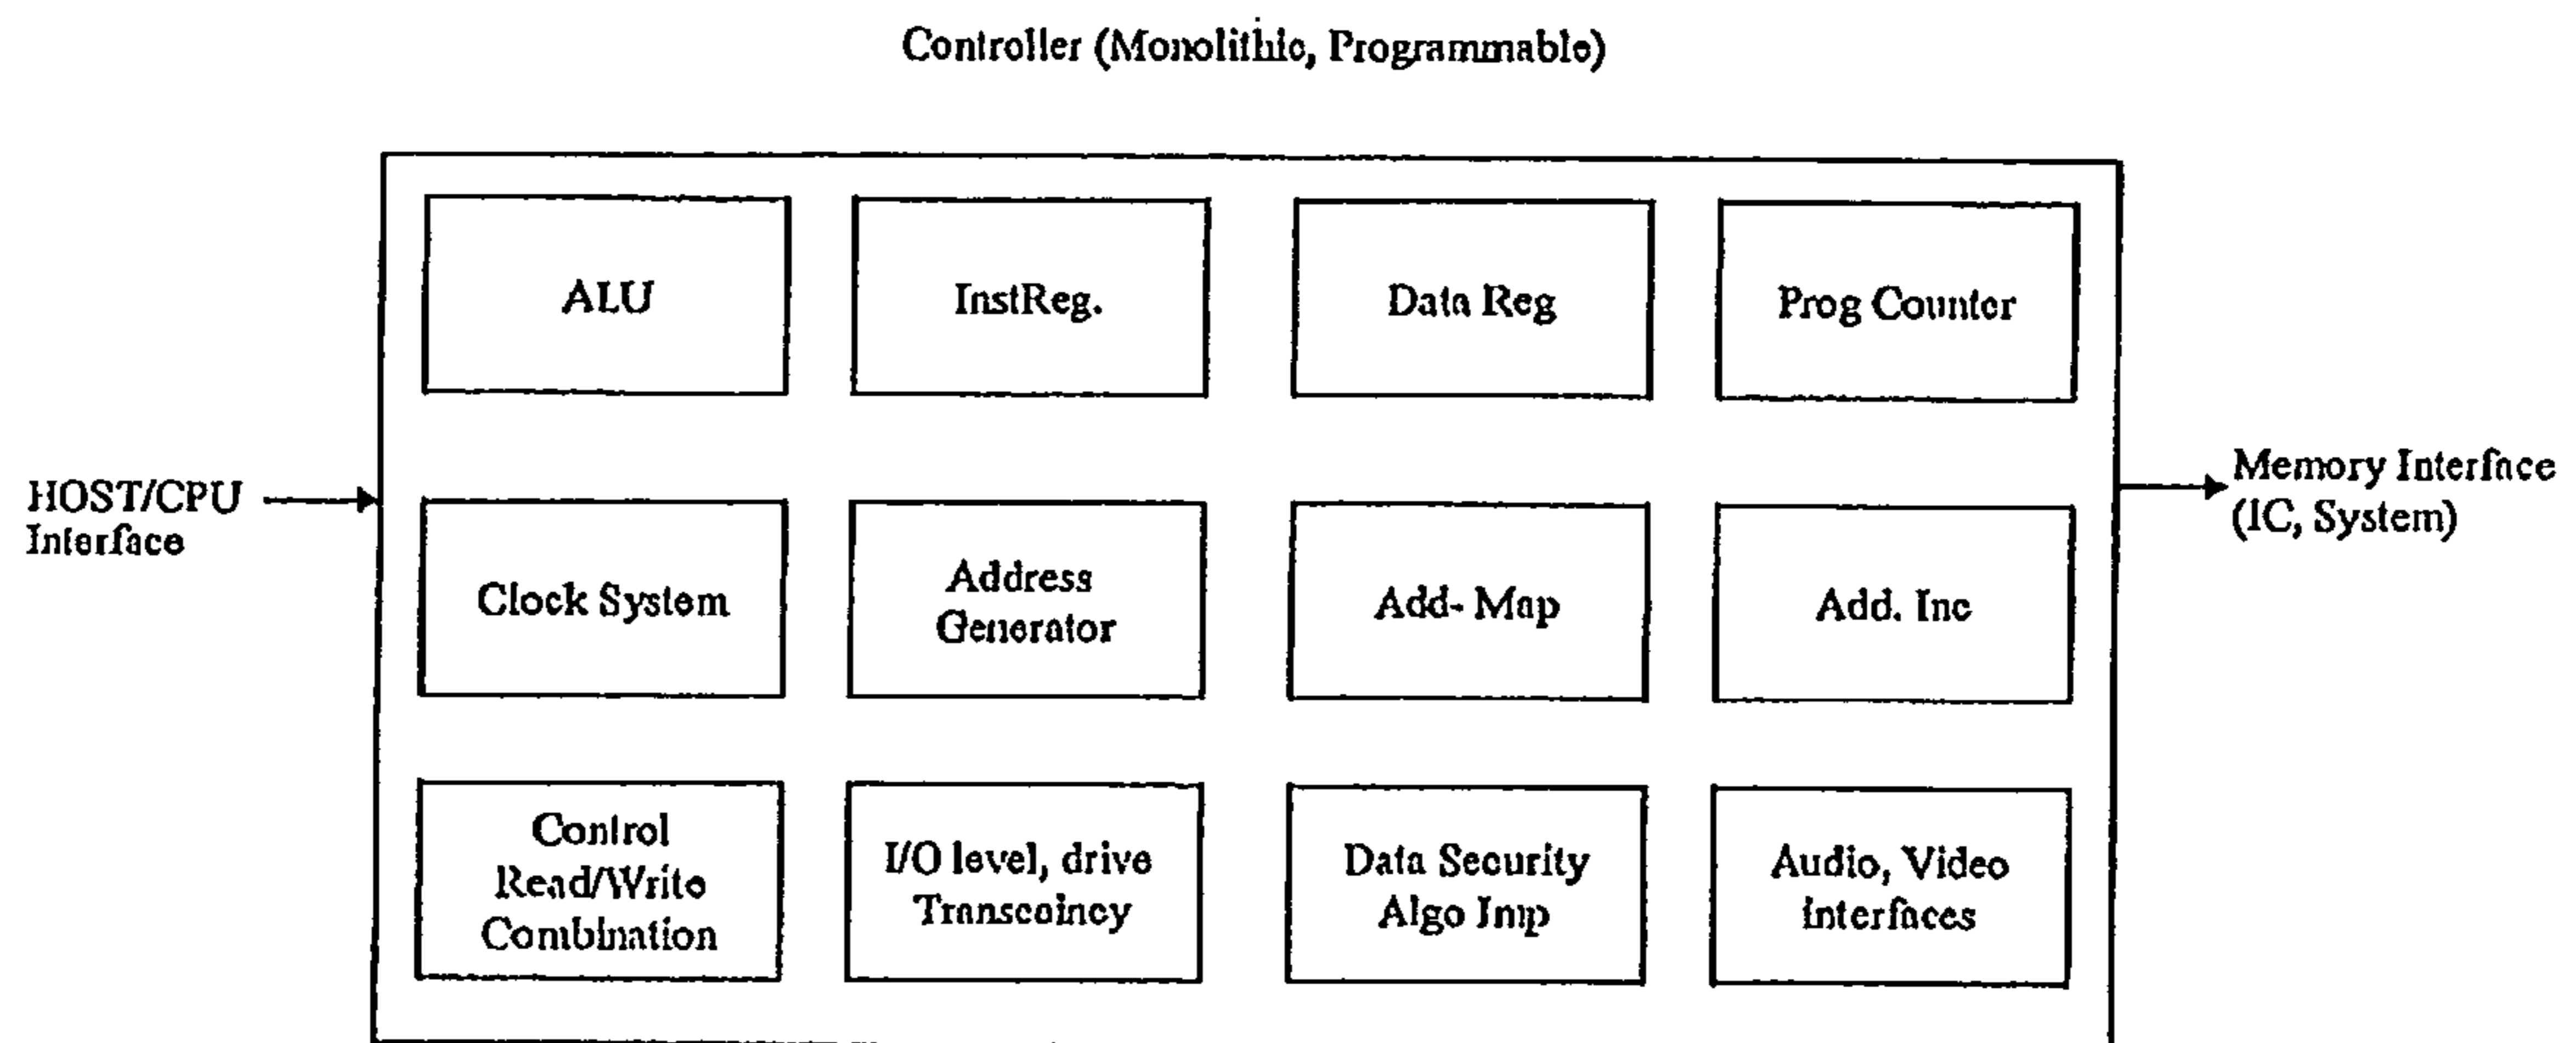 Controller (Monolithic, Programmable)
ALU
InstReg.
Data Reg
Prog Counter
HOST/CPU
Interface
Memory Interface
(IC, System)
Clock System
Address
Generator
Add- Map
Add. Inc
Control
Read/Write
Combination
I/O level, drive
Data Security
Algo Imp
Audio, Video
interfaces